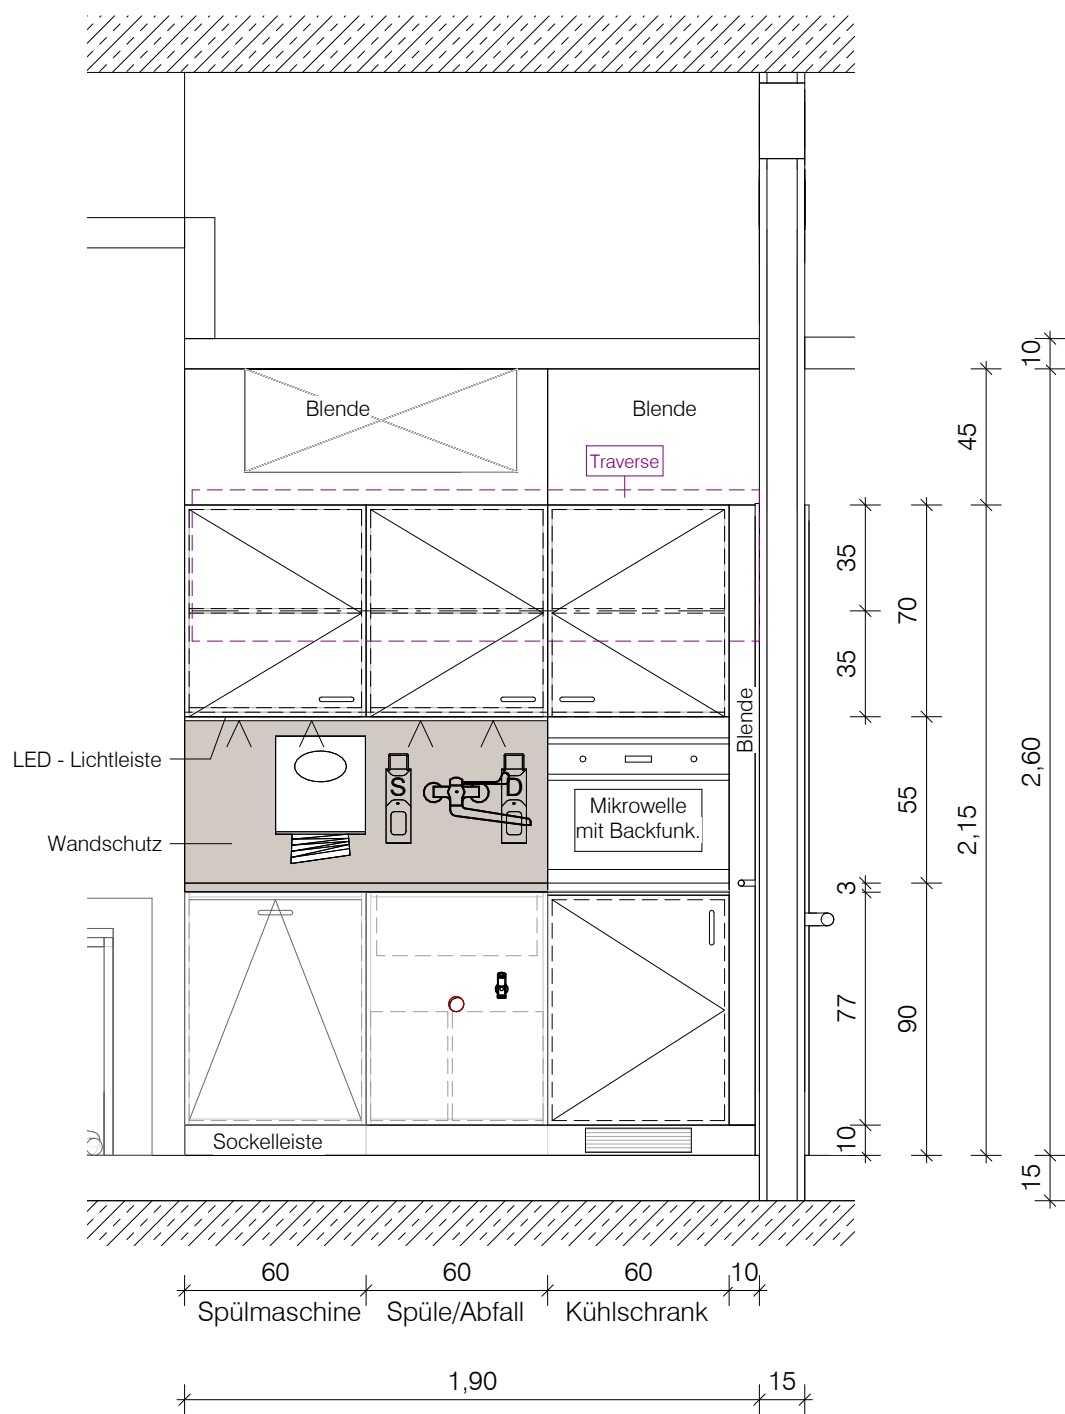 10
Blende
Blende
45
Traverse
35
70
35
Blende
LED - Lichtleiste
S
D
Mikrowelle
mit Backfunk.
55
2,15
2,60
Wandschutz
3
77
90
Sockelleiste
10
15
60
60
60
10
Spülmaschine
Spüle/Abfall
Kühlschrank
1,90
15